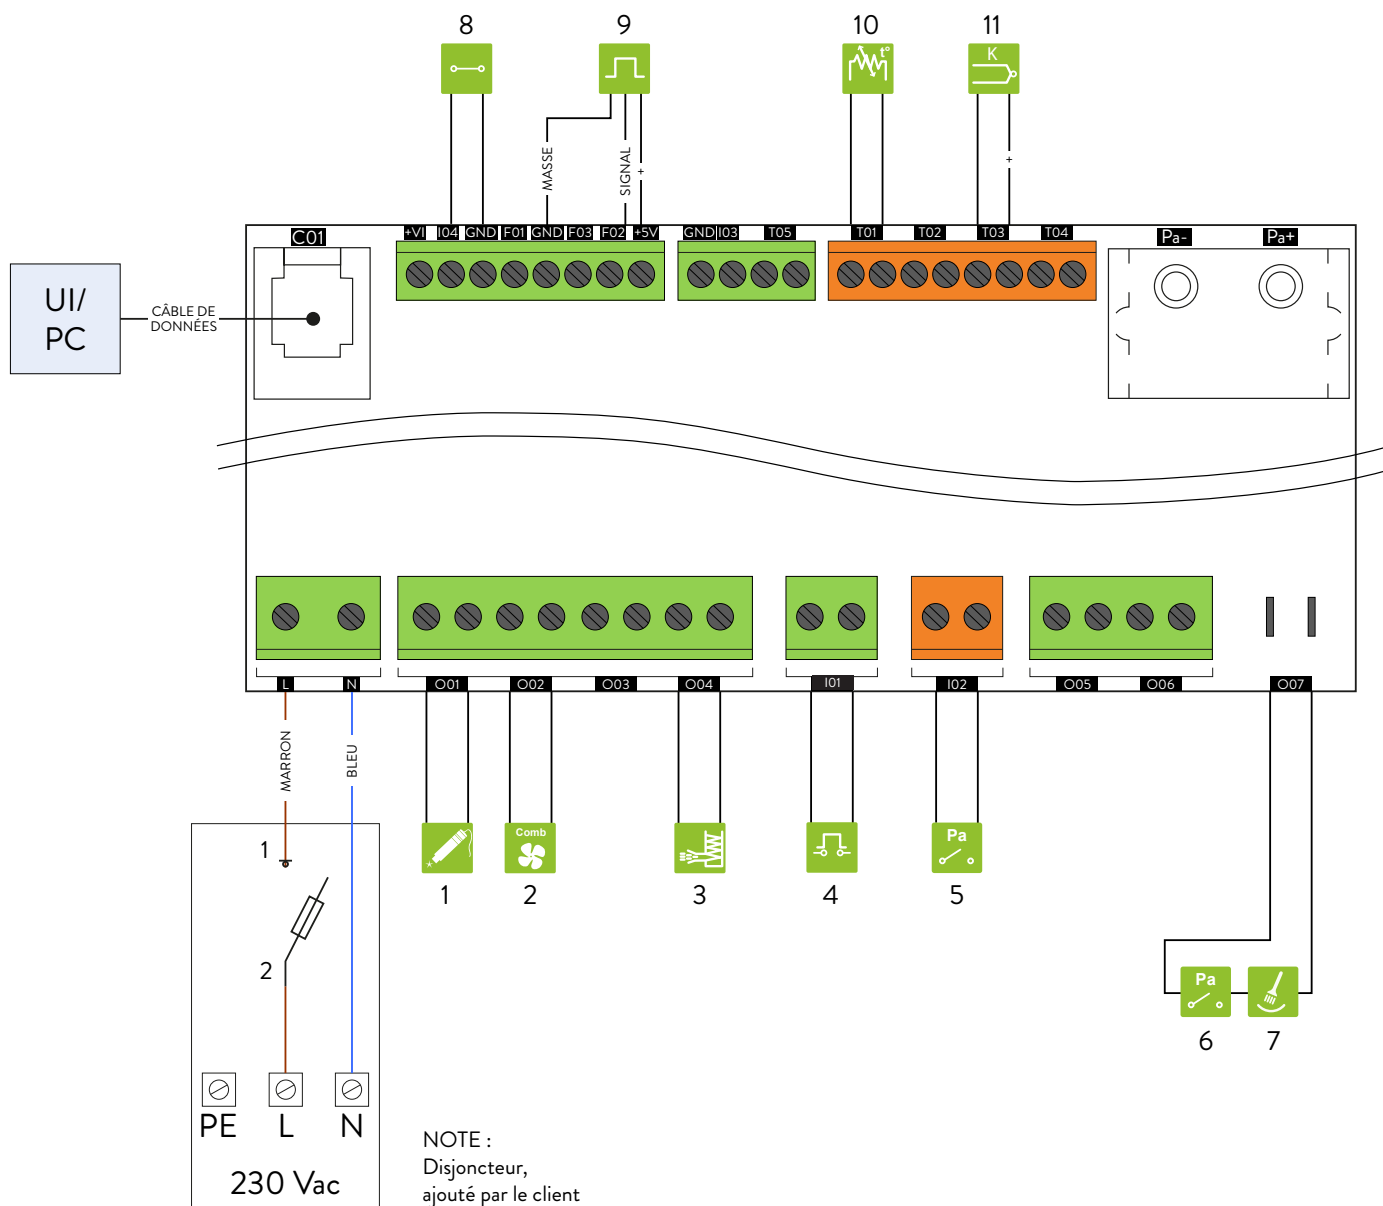 8 9 10 11
t°
K
MASSE
SIGNAL
+
+
C01
+VI I04 GND F01 GND F03 F02 +5V
GND I03 T05
T01 T02 T03 T04
Pa- Pa+
UI/
PC
CÂBLE DE
DONNÉES
L N
O01 O02 O03 O04
I01
I02
O05 O06
O07
MARRON
BLEU
Comb
Pa
1 2 3 4 5
1
2
Pa
6 7
PE L N
230 Vac
NOTE :
Disjoncteur,
ajouté par le client